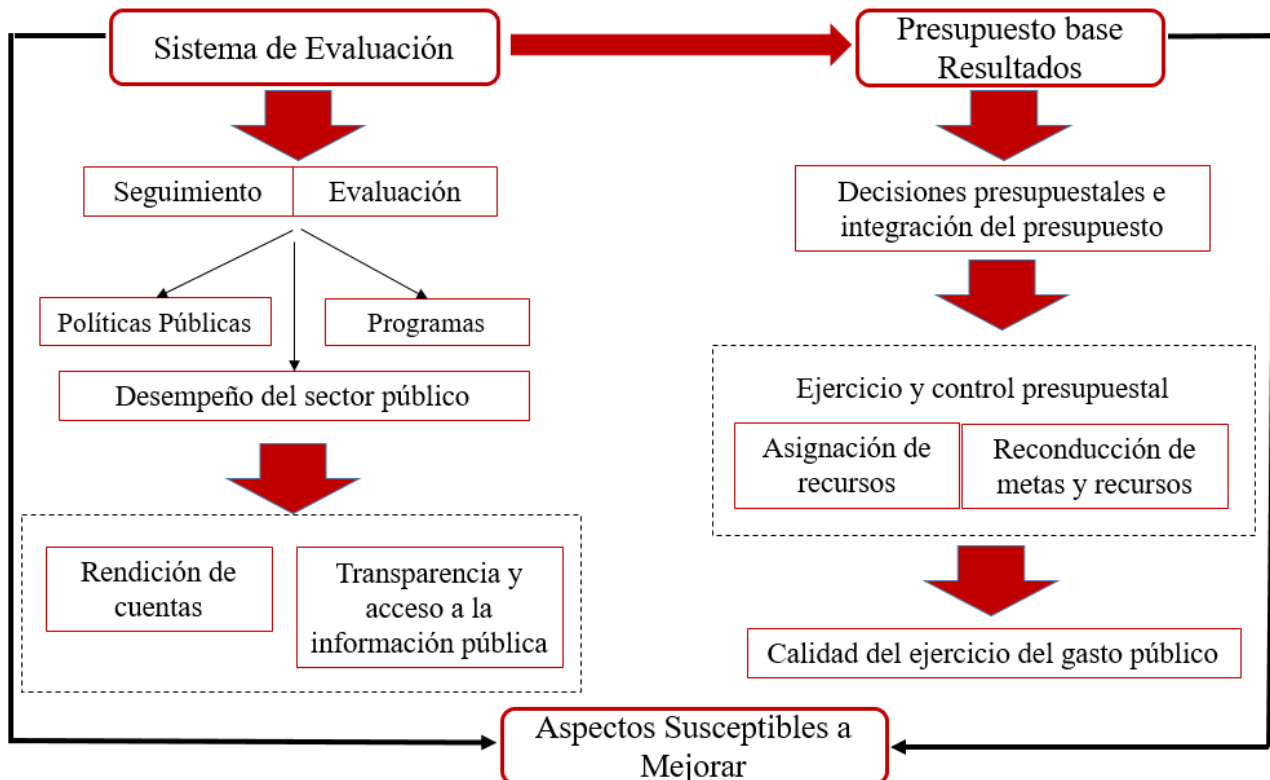 Sistema de Evaluación
Presupuesto base
Resultados
Seguimiento
Evaluación
Políticas Públicas
Programas
Desempeño del sector público
Rendición de
cuentas
Transparencia y
acceso a la
información pública
Decisiones presupuestales e
integración del presupuesto
Ejercicio y control presupuestal
Asignación de
recursos
Reconducción de
metas y recursos
Calidad del ejercicio del gasto público
Aspectos Susceptibles a
Mejorar